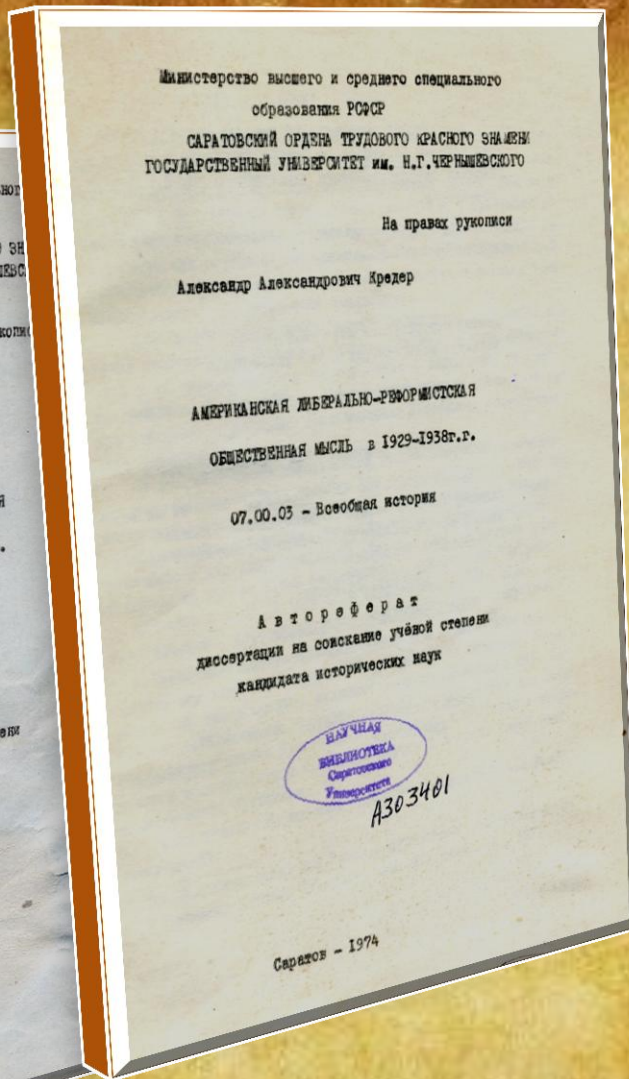 Министерство высшего и среднего специального
образования РСФСР
САРАТОВСКИЙ ОРДЕНА ТРУДОВОГО КРАСНОГО ЗНАМЕНИ
ГОСУДАРСТВЕННЫЙ УНИВЕРСИТЕТ им. Н.Г.ЧЕРНЫШЕВСКОГО
На правах рукописи
Александр Александрович Кредер
АМЕРИКАНСКАЯ ЛИБЕРАЛЬНО-РЕФОРМИСТСКАЯ
ОБЩЕСТВЕННАЯ МЫСЛЬ в 1929-1938г.г.
07.00.03 - Всеобщая история
Автореферат
диссертации на соискание учёной степени
кандидата исторических наук
НАУЧНАЯ
БИБЛИОТЕКА
Саратовского
Университета
А303401
Саратов - 1974